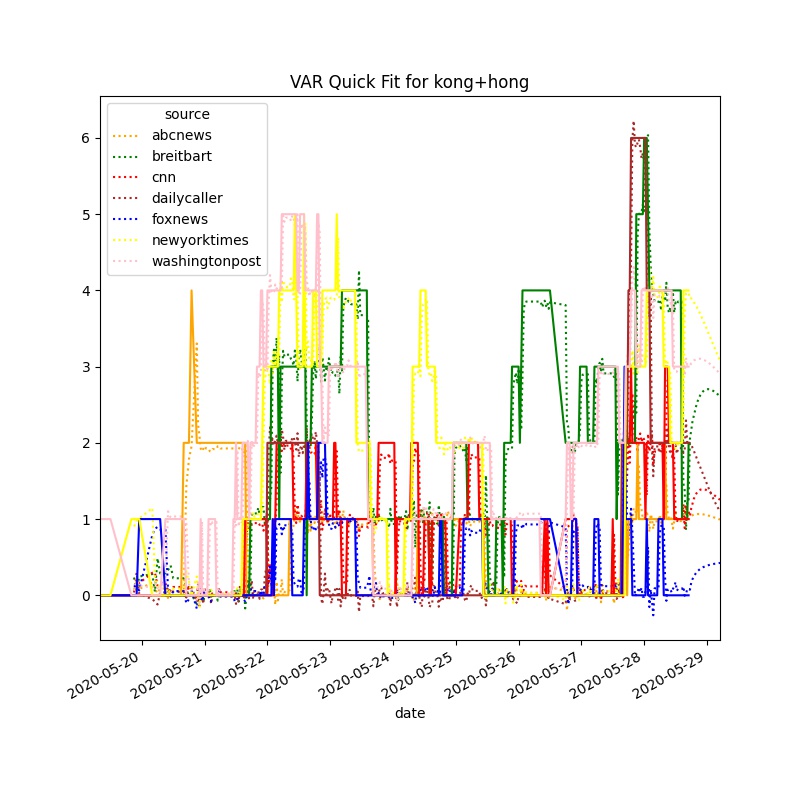 VAR Quick Fit for kong+hong
source
abcnews
breitbart
cnn
dailycaller
foxnews
newyorktimes
washingtonpost
6
5
4
3
2
1
0
2020-05-20
2020-05-21
2020-05-22
2020-05-23
2020-05-24
2020-05-25
2020-05-26
2020-05-27
2020-05-28
2020-05-29
date